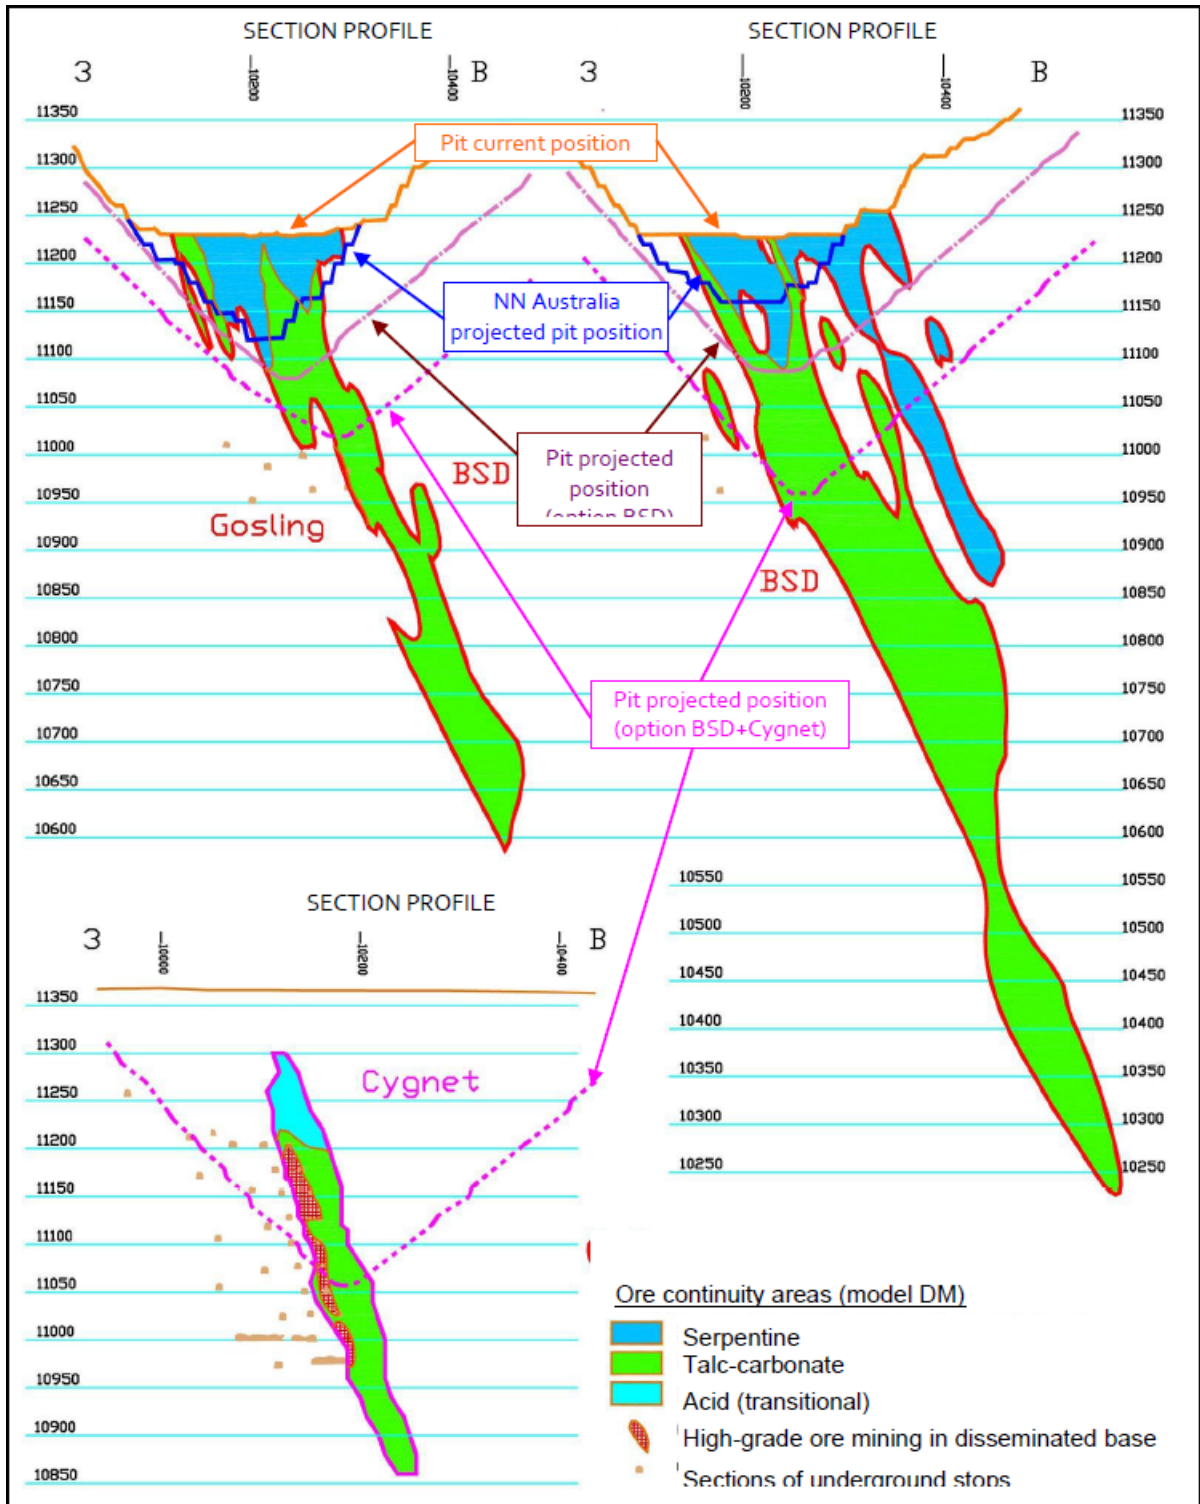 SECTION PROFILE
З
10200
10400
В
11350
11300
11250
11200
11150
11100
11050
11000
10950
10900
10850
10800
10750
10700
10650
10600
BSD
Gosling
SECTION PROFILE
З
10200
10400
В
11350
11300
11250
11200
11150
11100
11050
11000
10950
10900
10850
10800
10750
10700
10650
10600
10550
10500
10450
10400
10350
10300
10250
10550
10500
10450
10400
10350
10300
10250
BSD
Pit current position
NN Australia
projected pit position
Pit projected
position
(option BSD)
Pit projected position
(option BSD+Cygnet)
SECTION PROFILE
З
10000
10200
10400
В
11350
11300
11250
11200
11150
11100
11050
11000
10950
10900
10850
Cygnet
Ore continuity areas (model DM)
Serpentine
Talc-carbonate
Acid (transitional)
High-grade ore mining in disseminated base
Sections of underground stops